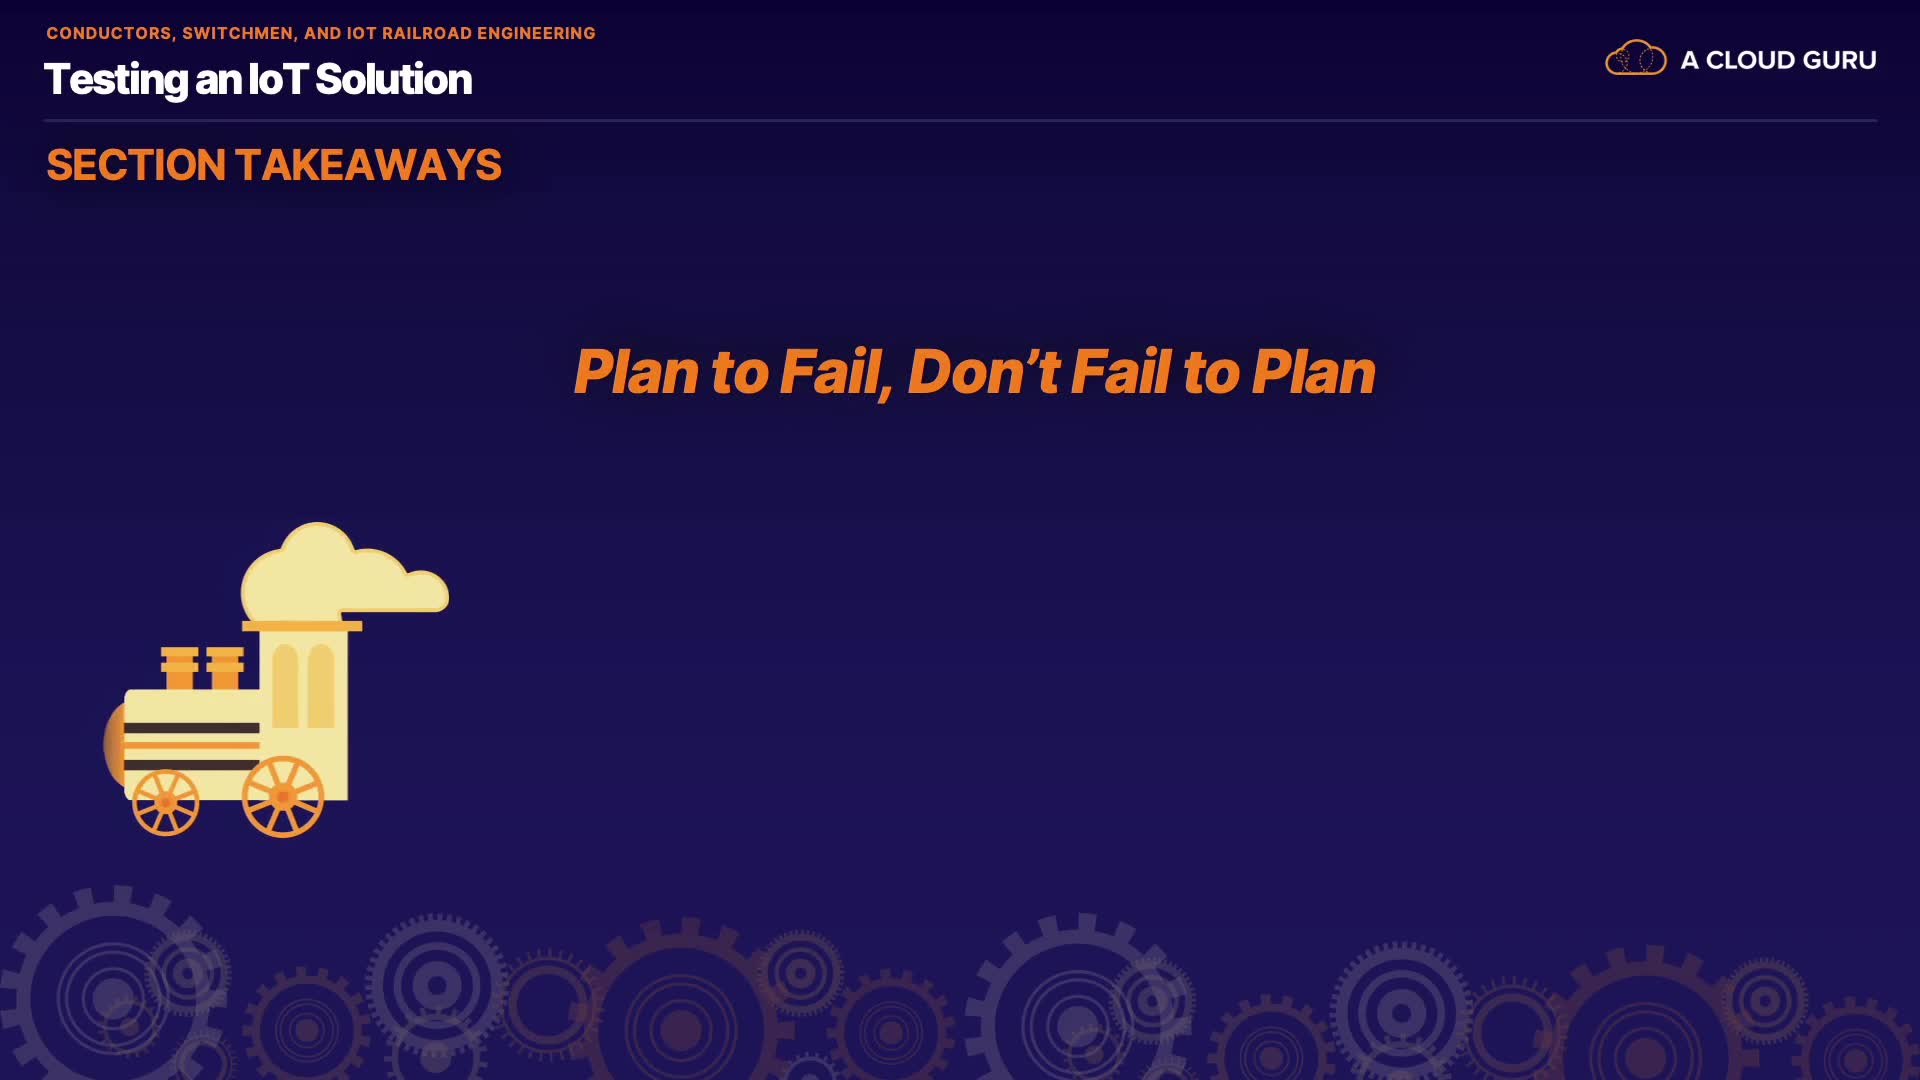 CONDUCTORS, SWITCHMEN, AND IOT RAILROAD ENGINEERING
Testing an IoT Solution
A CLOUD GURU
SECTION TAKEAWAYS
Plan to Fail, Don’t Fail to Plan